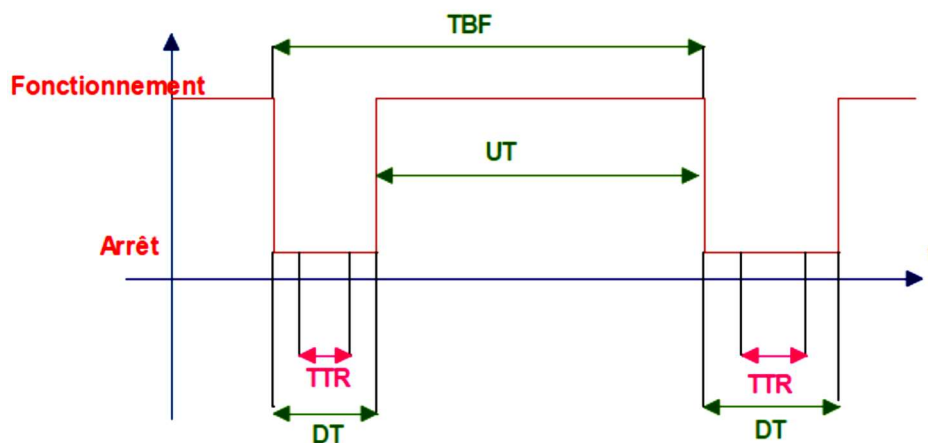 TBF
Fonctionnement
UT
Arrêt
TTR
TTR
DT
DT